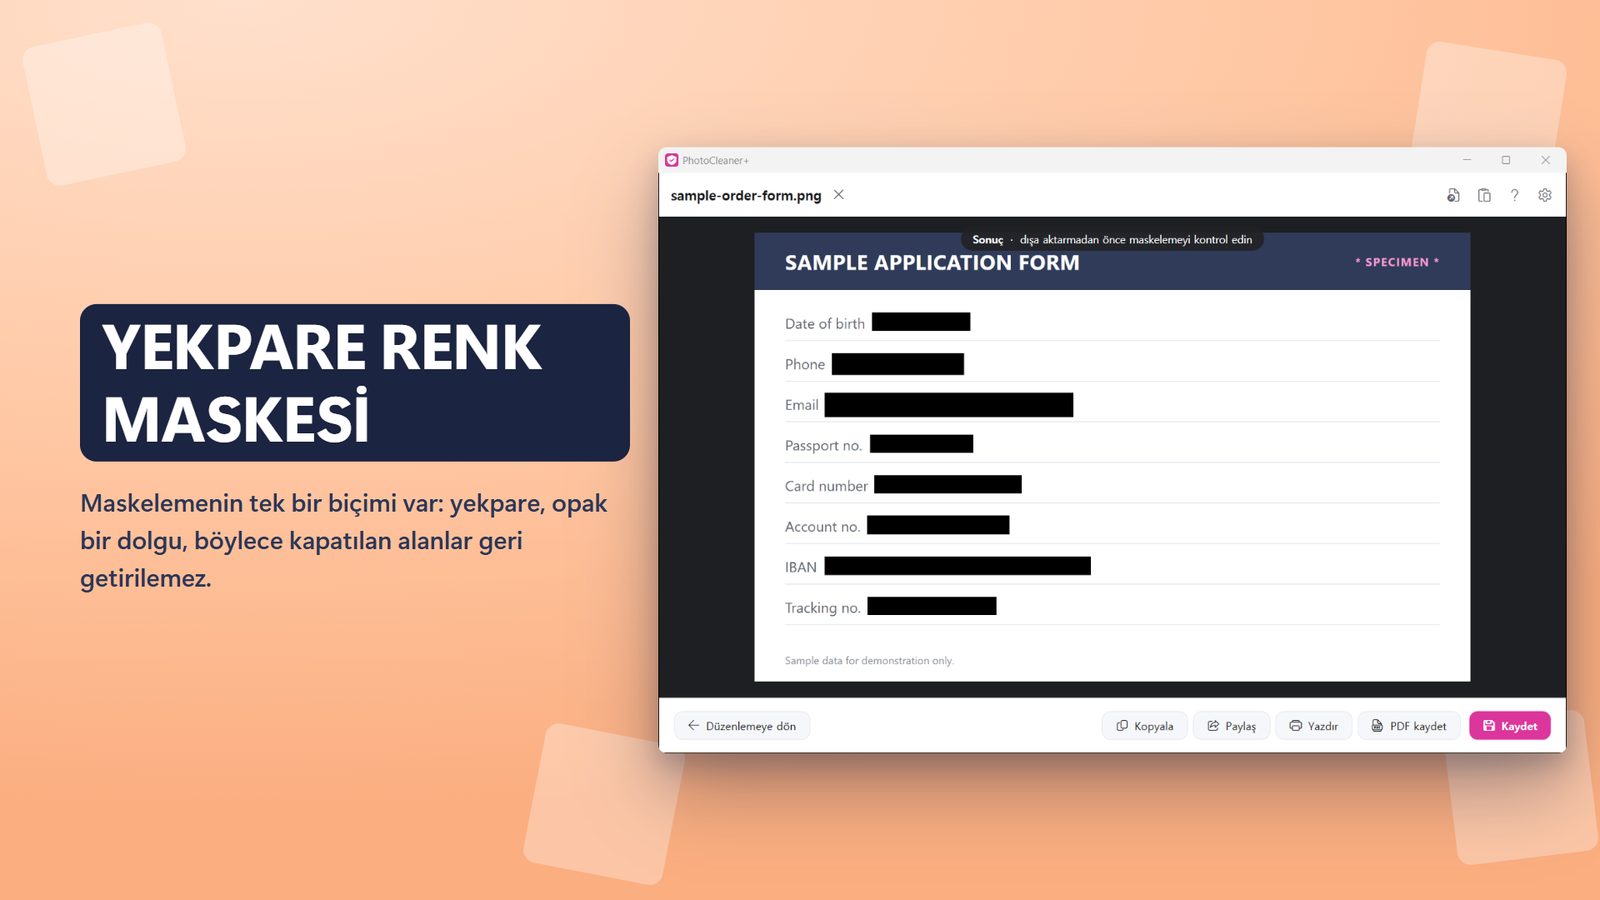 YEKPARE RENK
MASKESİ
Maskelemenin tek bir biçimi var: yekpare, opak
bir dolgu, böylece kapatılan alanlar geri
getirilemez.
PhotoCleaner+
sample-order-form.png
Sonuç · dışa aktarmadan önce maskelemeyi kontrol edin
SAMPLE APPLICATION FORM
* SPECIMEN *
Date of birth
Phone
Email
Passport no.
Card number
Account no.
IBAN
Tracking no.
Sample data for demonstration only.
Düzenlemeye dön
Kopyala
Paylaş
Yazdır
PDF kaydet
Kaydet